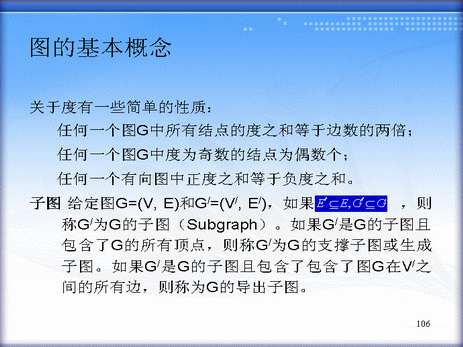 图的基本概念
关于度有一些简单的性质：
任何一个图G中所有结点的度之和等于边数的两倍；
任何一个图G中度为奇数的结点为偶数个；
任何一个有向图中正度之和等于负度之和。
子图 给定图G=(V, E)和G′=(V′, E′)，如果 E′⊆E,G′⊆G ，则
称G′为G的子图（Subgraph）。如果G′是G的子图且
包含了G的所有顶点，则称G′为G的支撑子图或生成
子图。如果G′是G的子图且包含了包含了图G在V′之
间的所有边，则称为G的导出子图。
106